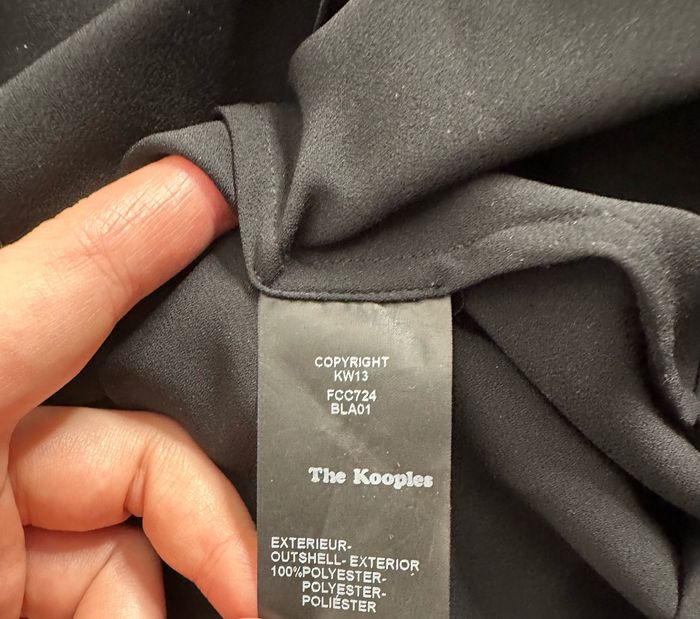 COPYRIGHT
KW13
FCC724
BLA01
The Kooples
EXTERIEUR-
OUTSHELL- EXTERIOR
100%POLYESTER-
POLYESTER-
POLIÉSTER